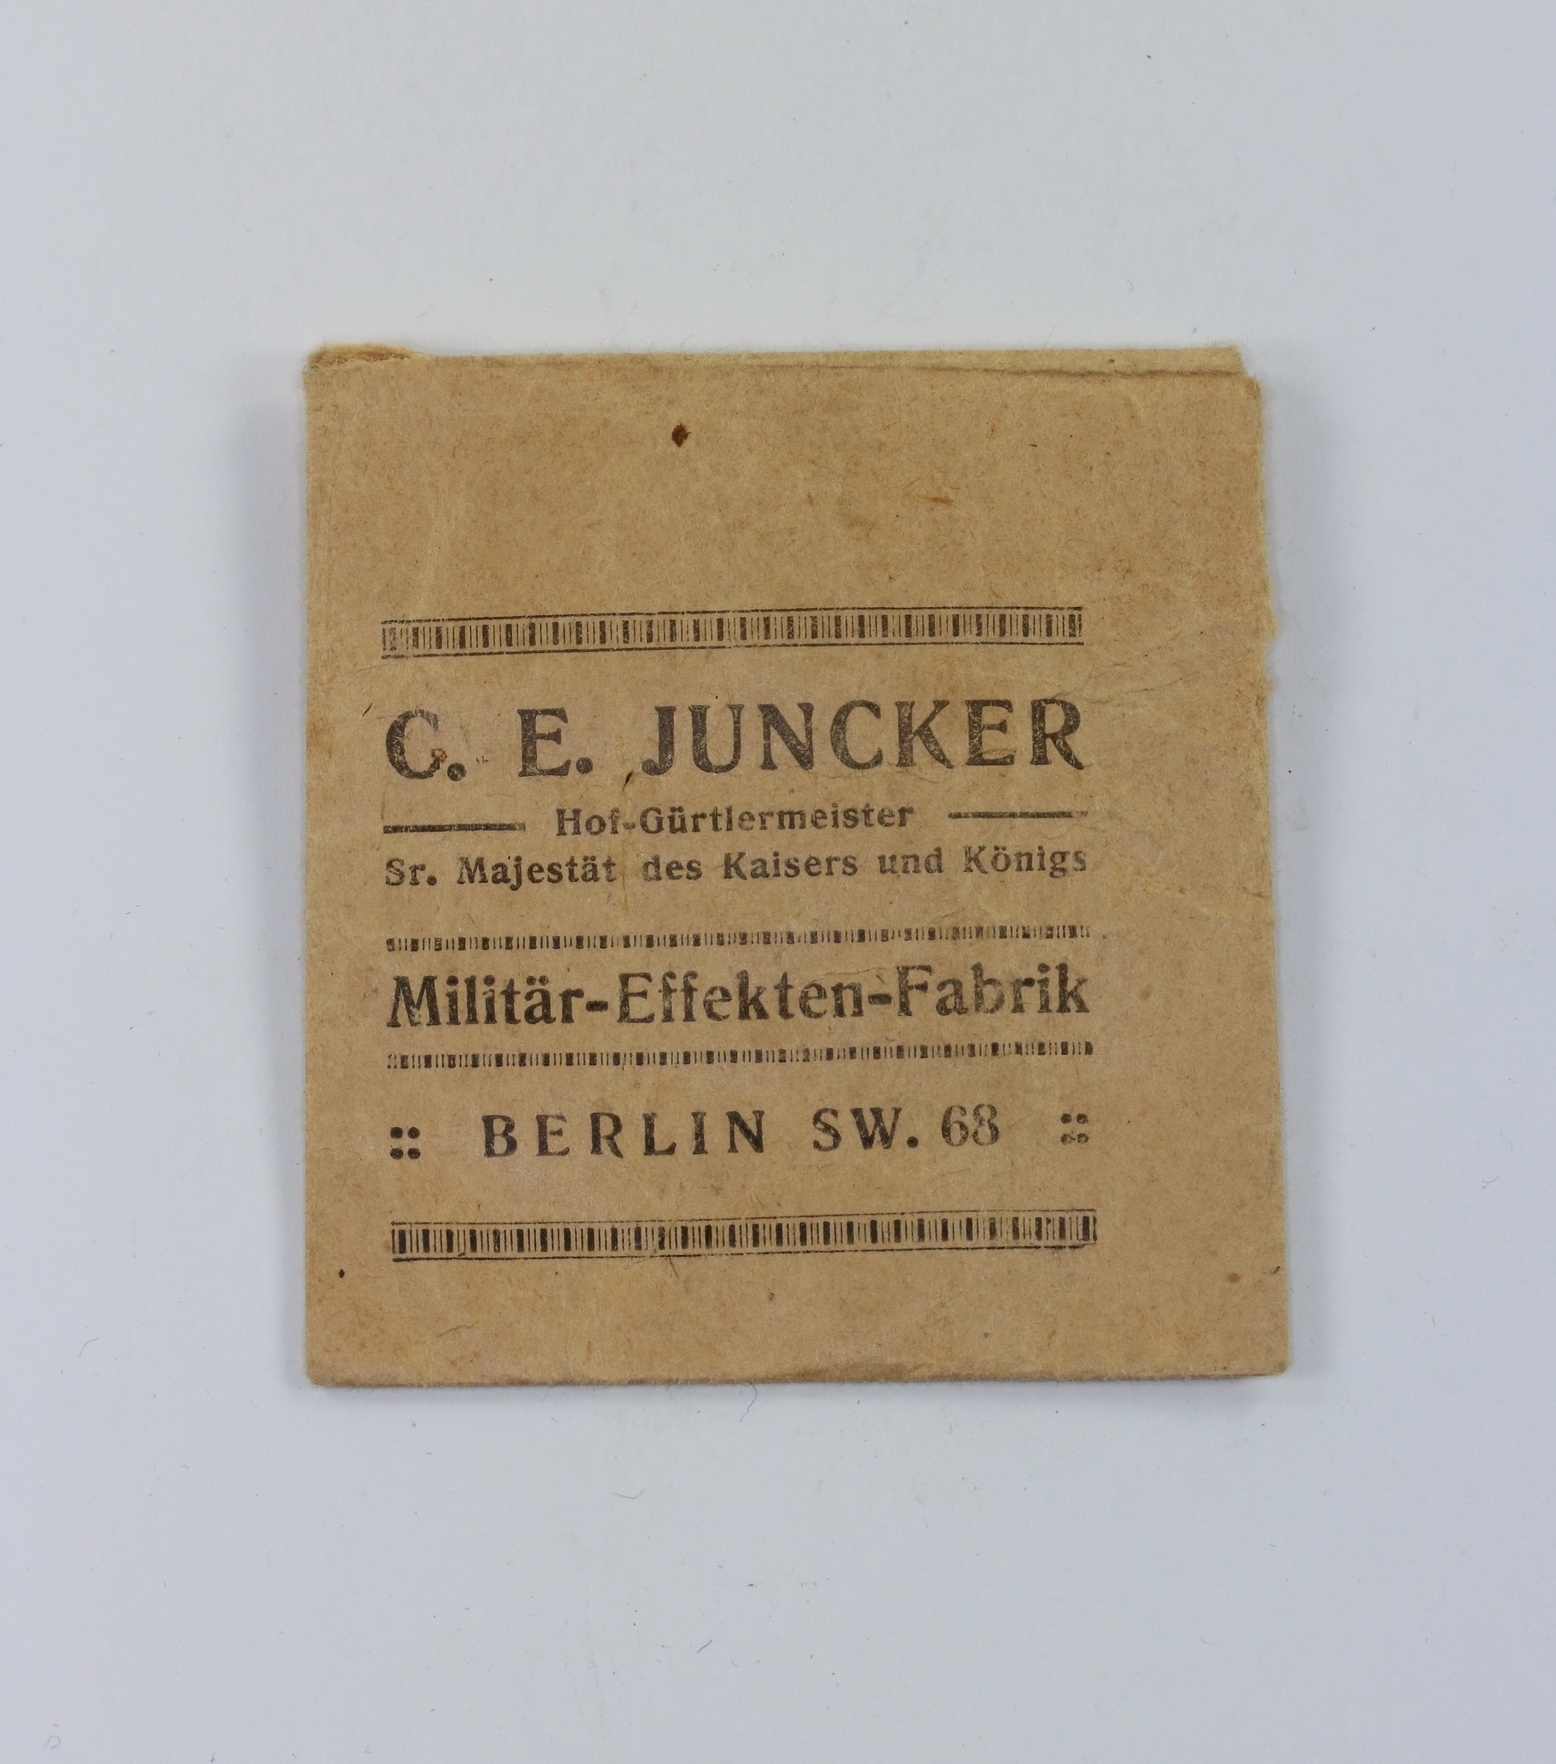 C. E. JUNCKER
Hof-Gürtlermeister
Sr. Majestät des Kaisers und Königs
Militär-Effekten-Fabrik
:: BERLIN SW. 68 ::